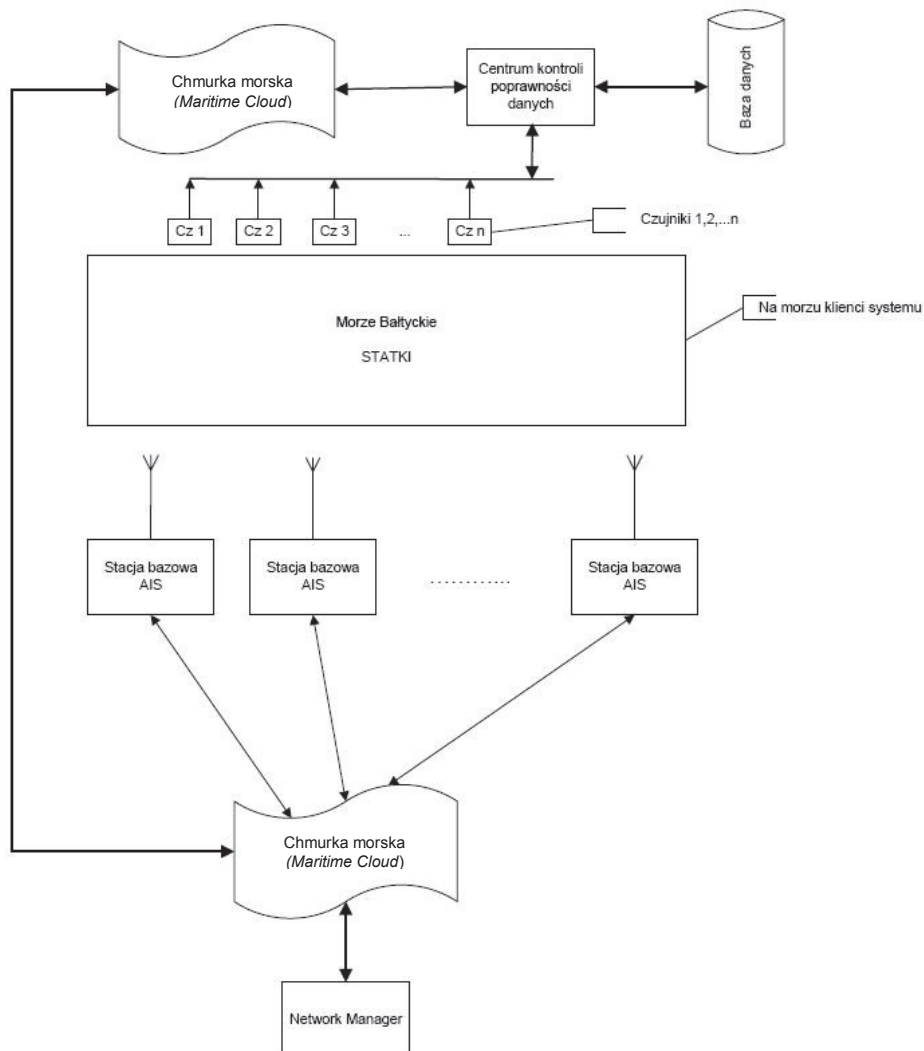 Chmurka morska
(Maritime Cloud)
Centrum kontroli
poprawności
danych
Baza danych
Cz 1
Cz 2
Cz 3
...
Cz n
Czujniki 1,2,...n
Morze Bałtyckie
STATKI
Na morzu klienci systemu
Stacja bazowa
AIS
Stacja bazowa
AIS
............
Stacja bazowa
AIS
Chmurka morska
(Maritime Cloud)
Network Manager